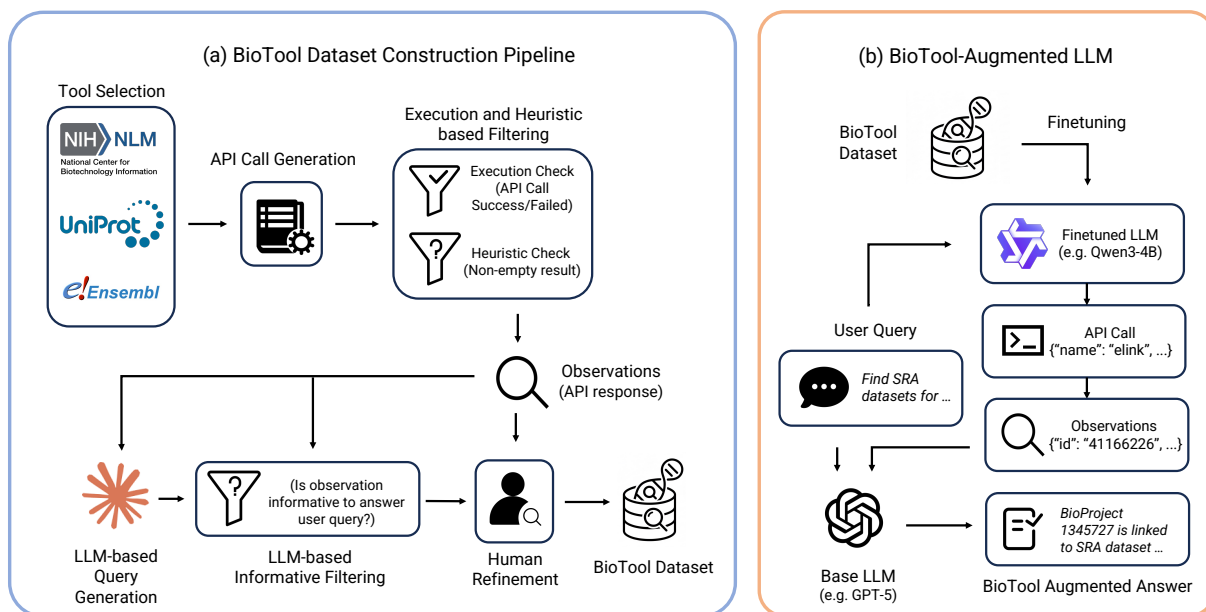 (a) BioTool Dataset Construction Pipeline
Tool Selection
NIH NLM
National Center for
Biotechnology Information
UniProt
e!Ensembl
API Call Generation
Execution and Heuristic
based Filtering
Execution Check
(API Call
Success/Failed)
?
Heuristic Check
(Non-empty result)
Observations
(API response)
LLM-based
Query
Generation
?
(Is observation
informative to answer
user query?)
LLM-based
Informative Filtering
Human
Refinement
BioTool Dataset
(b) BioTool-Augmented LLM
BioTool
Dataset
Finetuning
Finetuned LLM
(e.g. Qwen3-4B)
User Query
Find SRA
datasets for …
API Call
{“name”: “elink”, ...}
Observations
{“id”: “41166226”, ...}
Base LLM
(e.g. GPT-5)
BioProject
1345727 is linked
to SRA dataset …
BioTool Augmented Answer